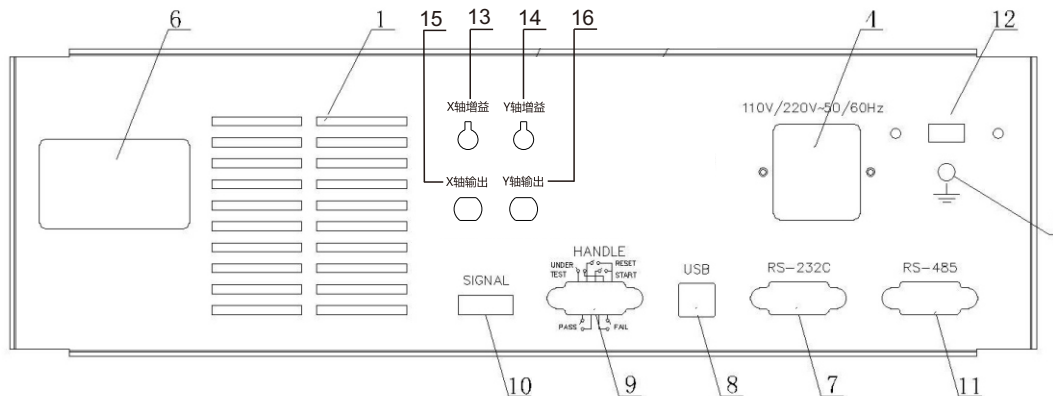 15
6
1
13
14
16
4
12
X轴增益
Y轴增益
110V/220V~50/60Hz
X轴输出
Y轴输出
HANDLE
UNDER
TEST
RESET
START
SIGNAL
USB
RS-232C
RS-485
PASS
FAIL
10
9
8
7
11